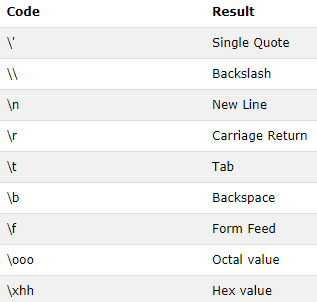 Code Result
\' Single Quote
\\ Backslash
\n New Line
\r Carriage Return
\t Tab
\b Backspace
\f Form Feed
\ooo Octal value
\xhh Hex value